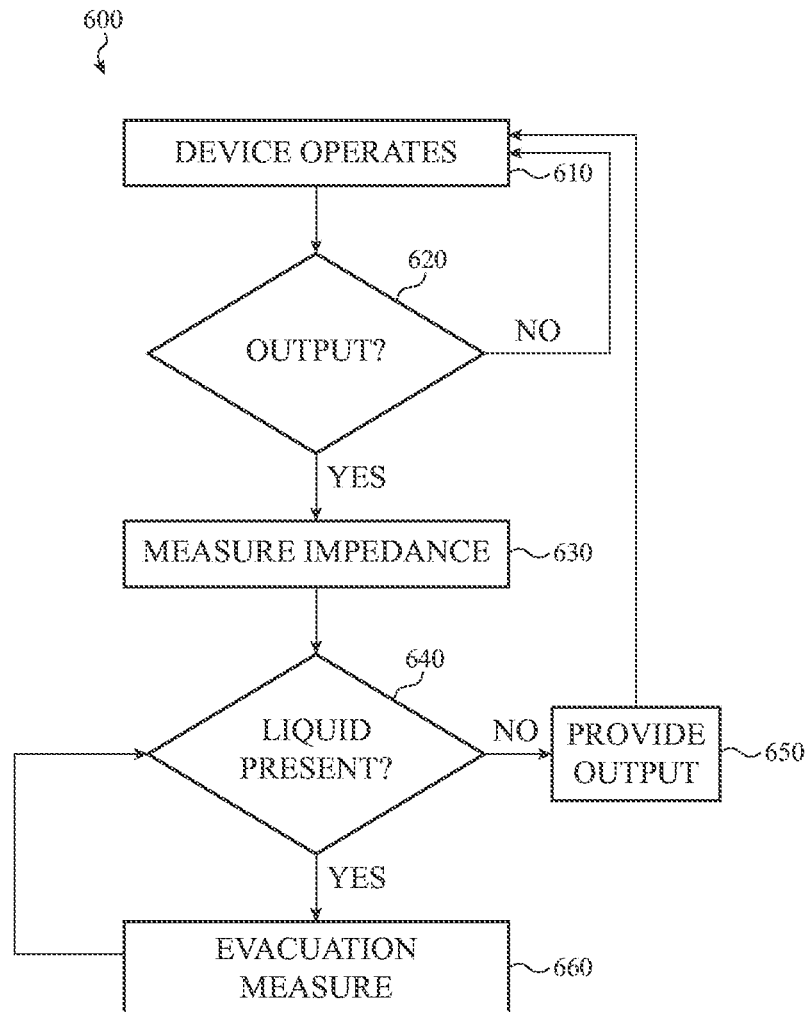 600
DEVICE OPERATES
610
620
OUTPUT?
NO
YES
MEASURE IMPEDANCE
630
640
LIQUID
PRESENT?
NO
PROVIDE
OUTPUT
650
YES
EVACUATION
MEASURE
660